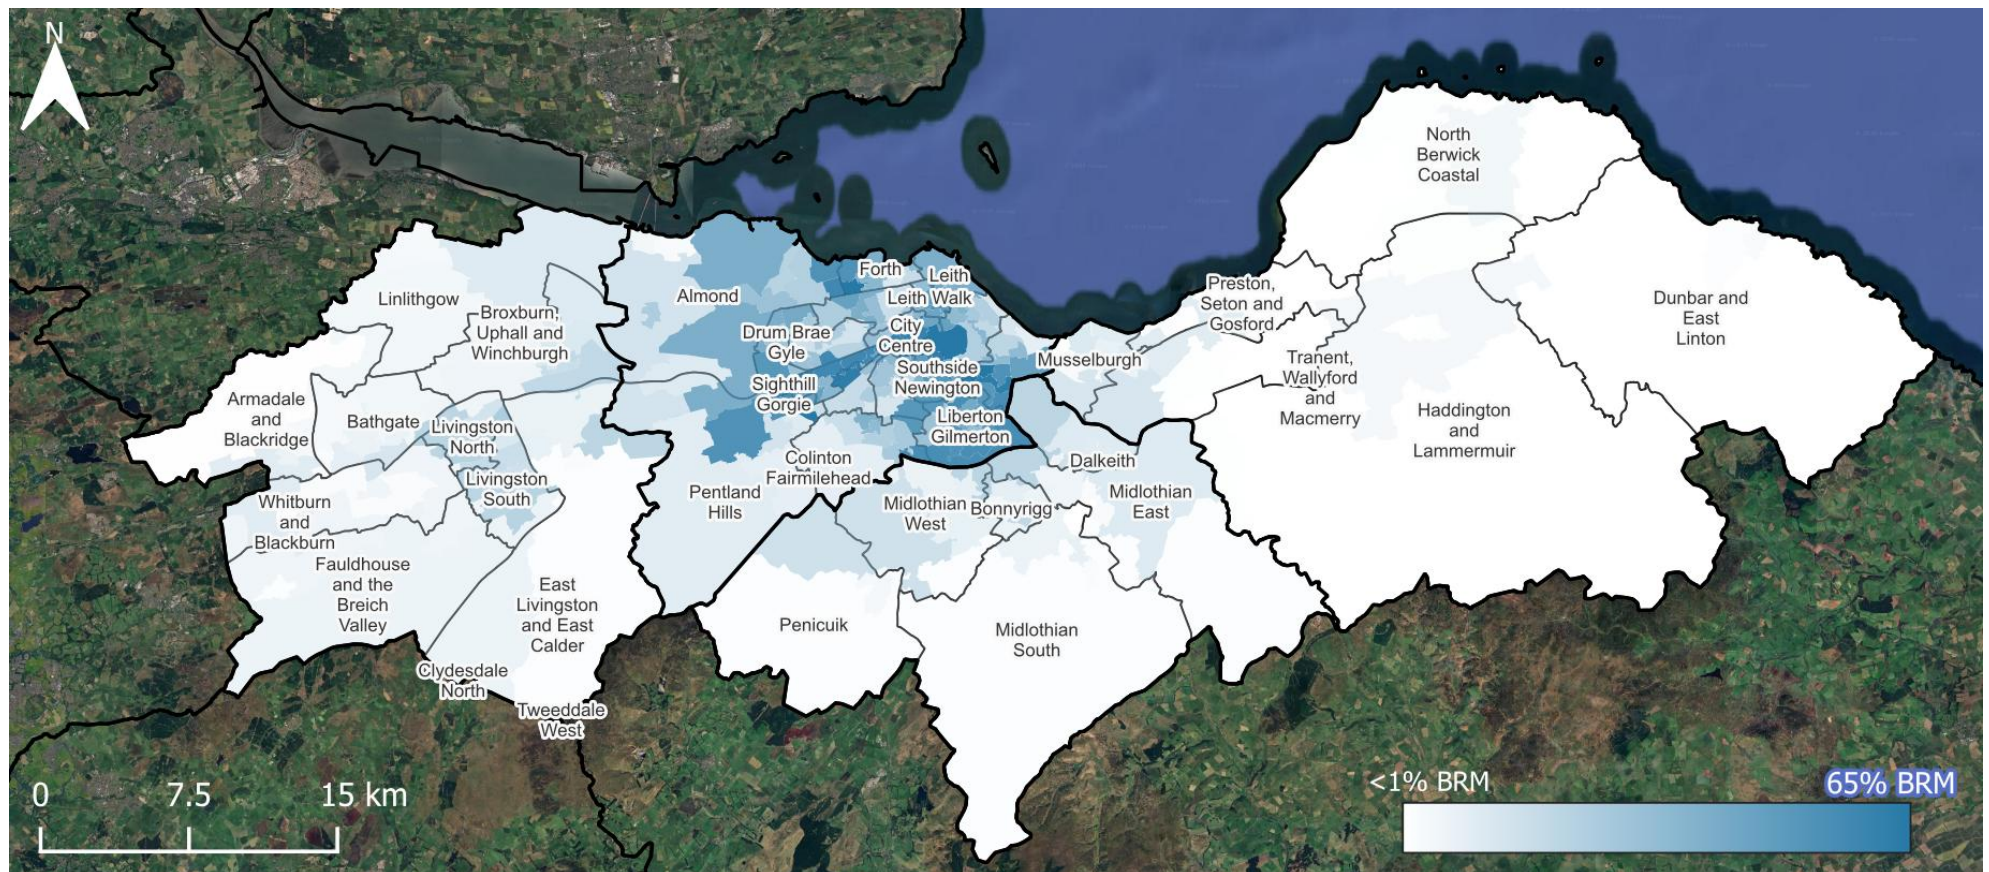 N
North
Berwick
Coastal
Forth
Leith
Preston,
Seton and
Gosford
Linlithgow
Almond
Leith Walk
Dunbar and
East
Linton
Broxburn,
Uphall and
Winchburgh
Drum Brae
Gyle
City
Centre
Musselburgh
Tranent,
Wallyford
and
Macmerry
Southside
Newington
Sighthill
Gorgie
Armadale
and
Blackridge
Bathgate
Livingston
North
Liberton
Gilmerton
Haddington
and
Lammermuir
Colinton
Fairmilehead
Dalkeith
Livingston
South
Pentland
Hills
Midlothian
West
Bonnyrigg
Midlothian
East
Whitburn
and
Blackburn
Fauldhouse
and the
Breich
Valley
East
Livingston
and East
Calder
Penicuik
Midlothian
South
Clydesdale
North
Tweeddale
West
0 7.5 15 km
<1% BRM 65% BRM